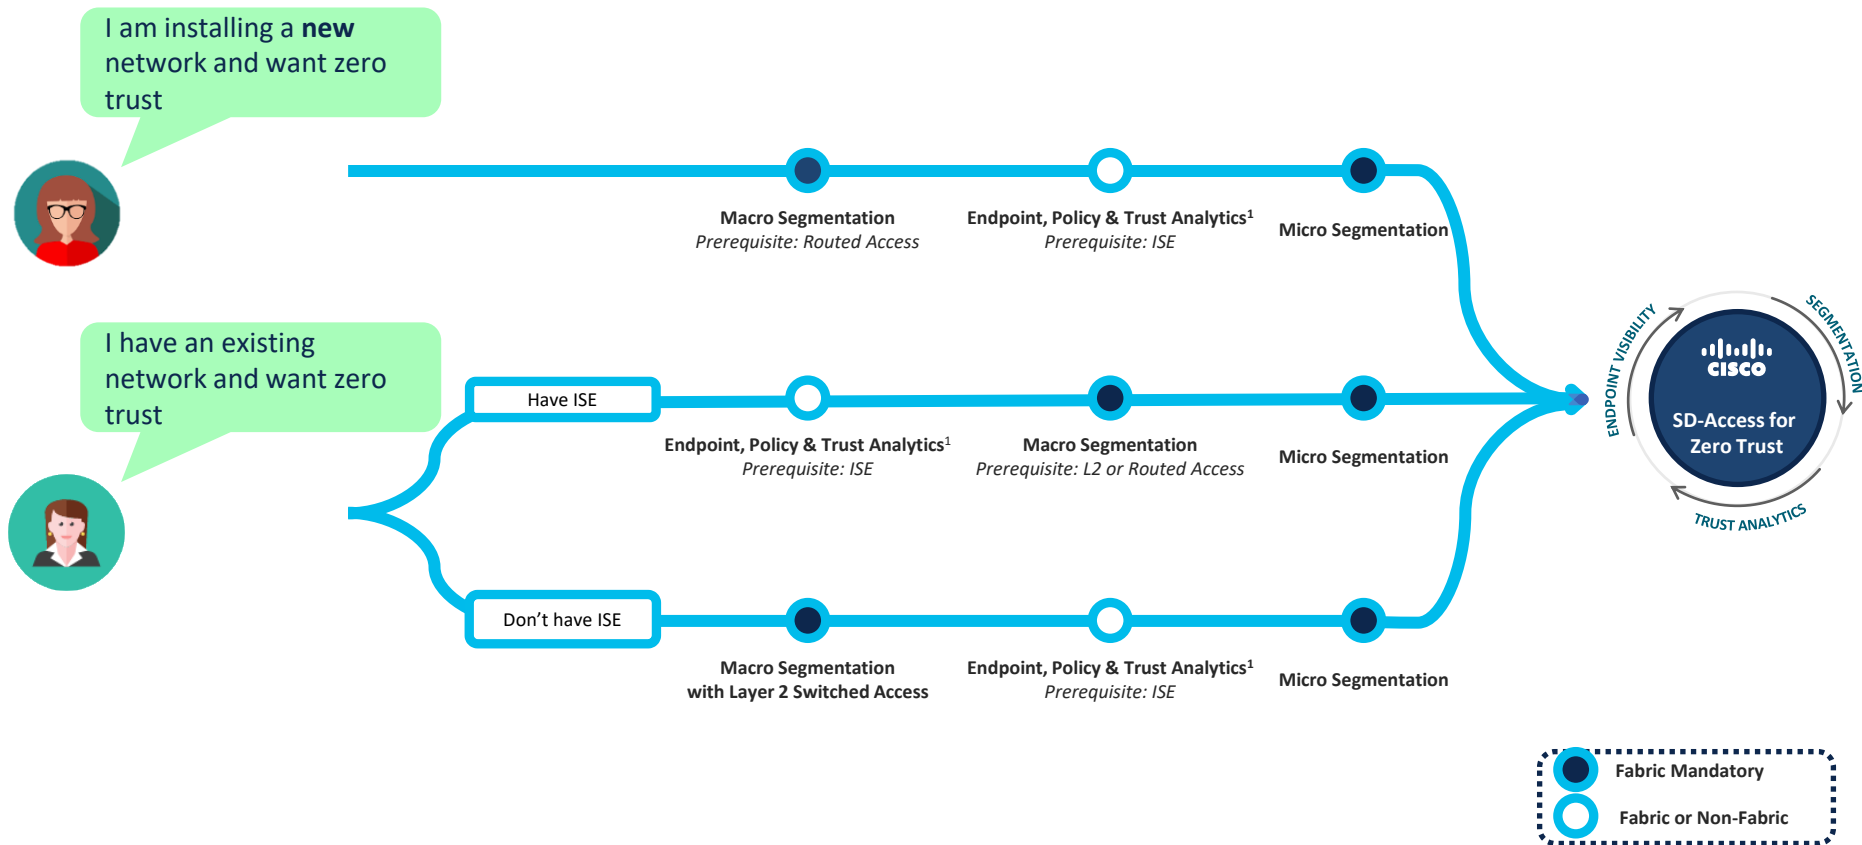 I am installing a new
network and want zero
trust
Macro Segmentation
Prerequisite: Routed Access
Endpoint, Policy & Trust Analytics¹
Prerequisite: ISE
Micro Segmentation
I have an existing
network and want zero
trust
Have ISE
Endpoint, Policy & Trust Analytics¹
Prerequisite: ISE
Macro Segmentation
Prerequisite: L2 or Routed Access
Micro Segmentation
Don’t have ISE
Macro Segmentation
with Layer 2 Switched Access
Endpoint, Policy & Trust Analytics¹
Prerequisite: ISE
Micro Segmentation
ENDPOINT VISIBILITY
SEGMENTATION
CISCO
SD-Access for
Zero Trust
TRUST ANALYTICS
Fabric Mandatory
Fabric or Non-Fabric